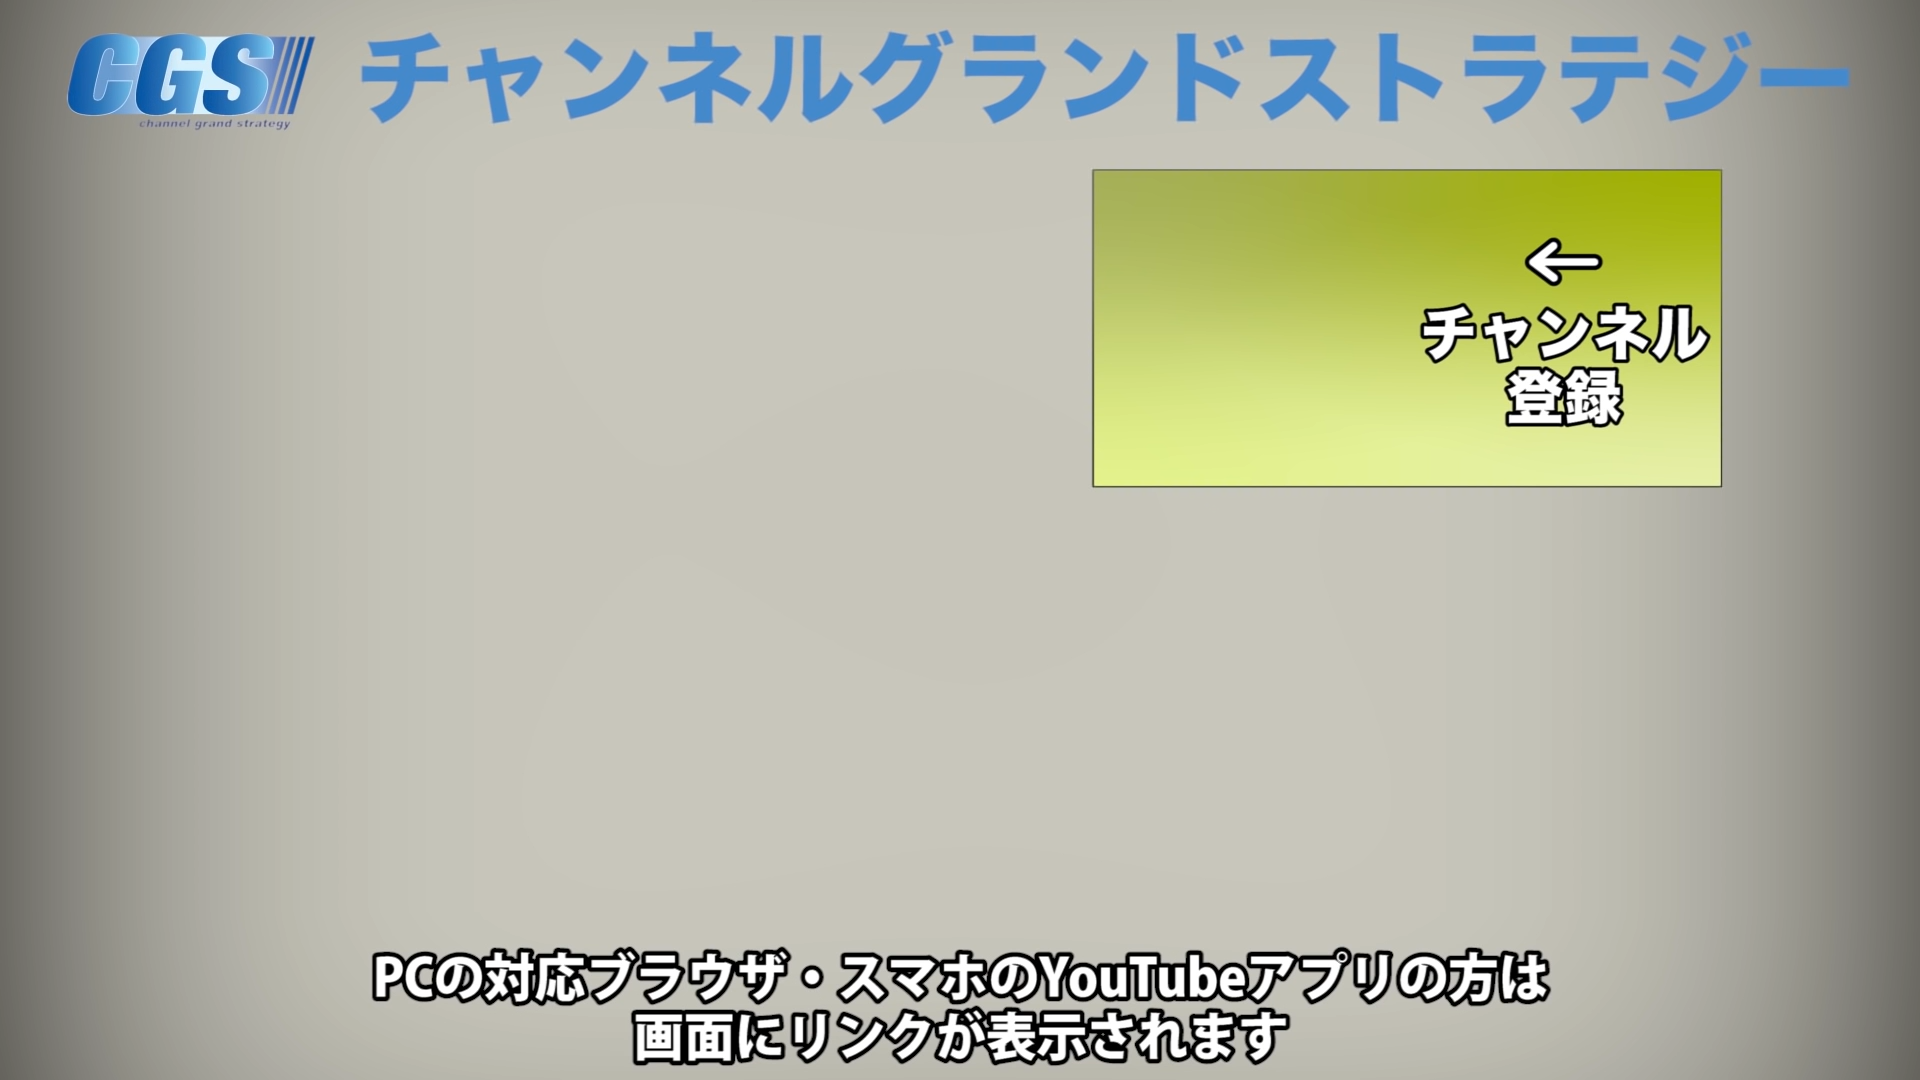 CGS
channel grand strategy
チャンネルグランドストラテジー
←
チャンネル
登録
PCの対応ブラウザ・スマホのYouTubeアプリの方は
画面にリンクが表示されます